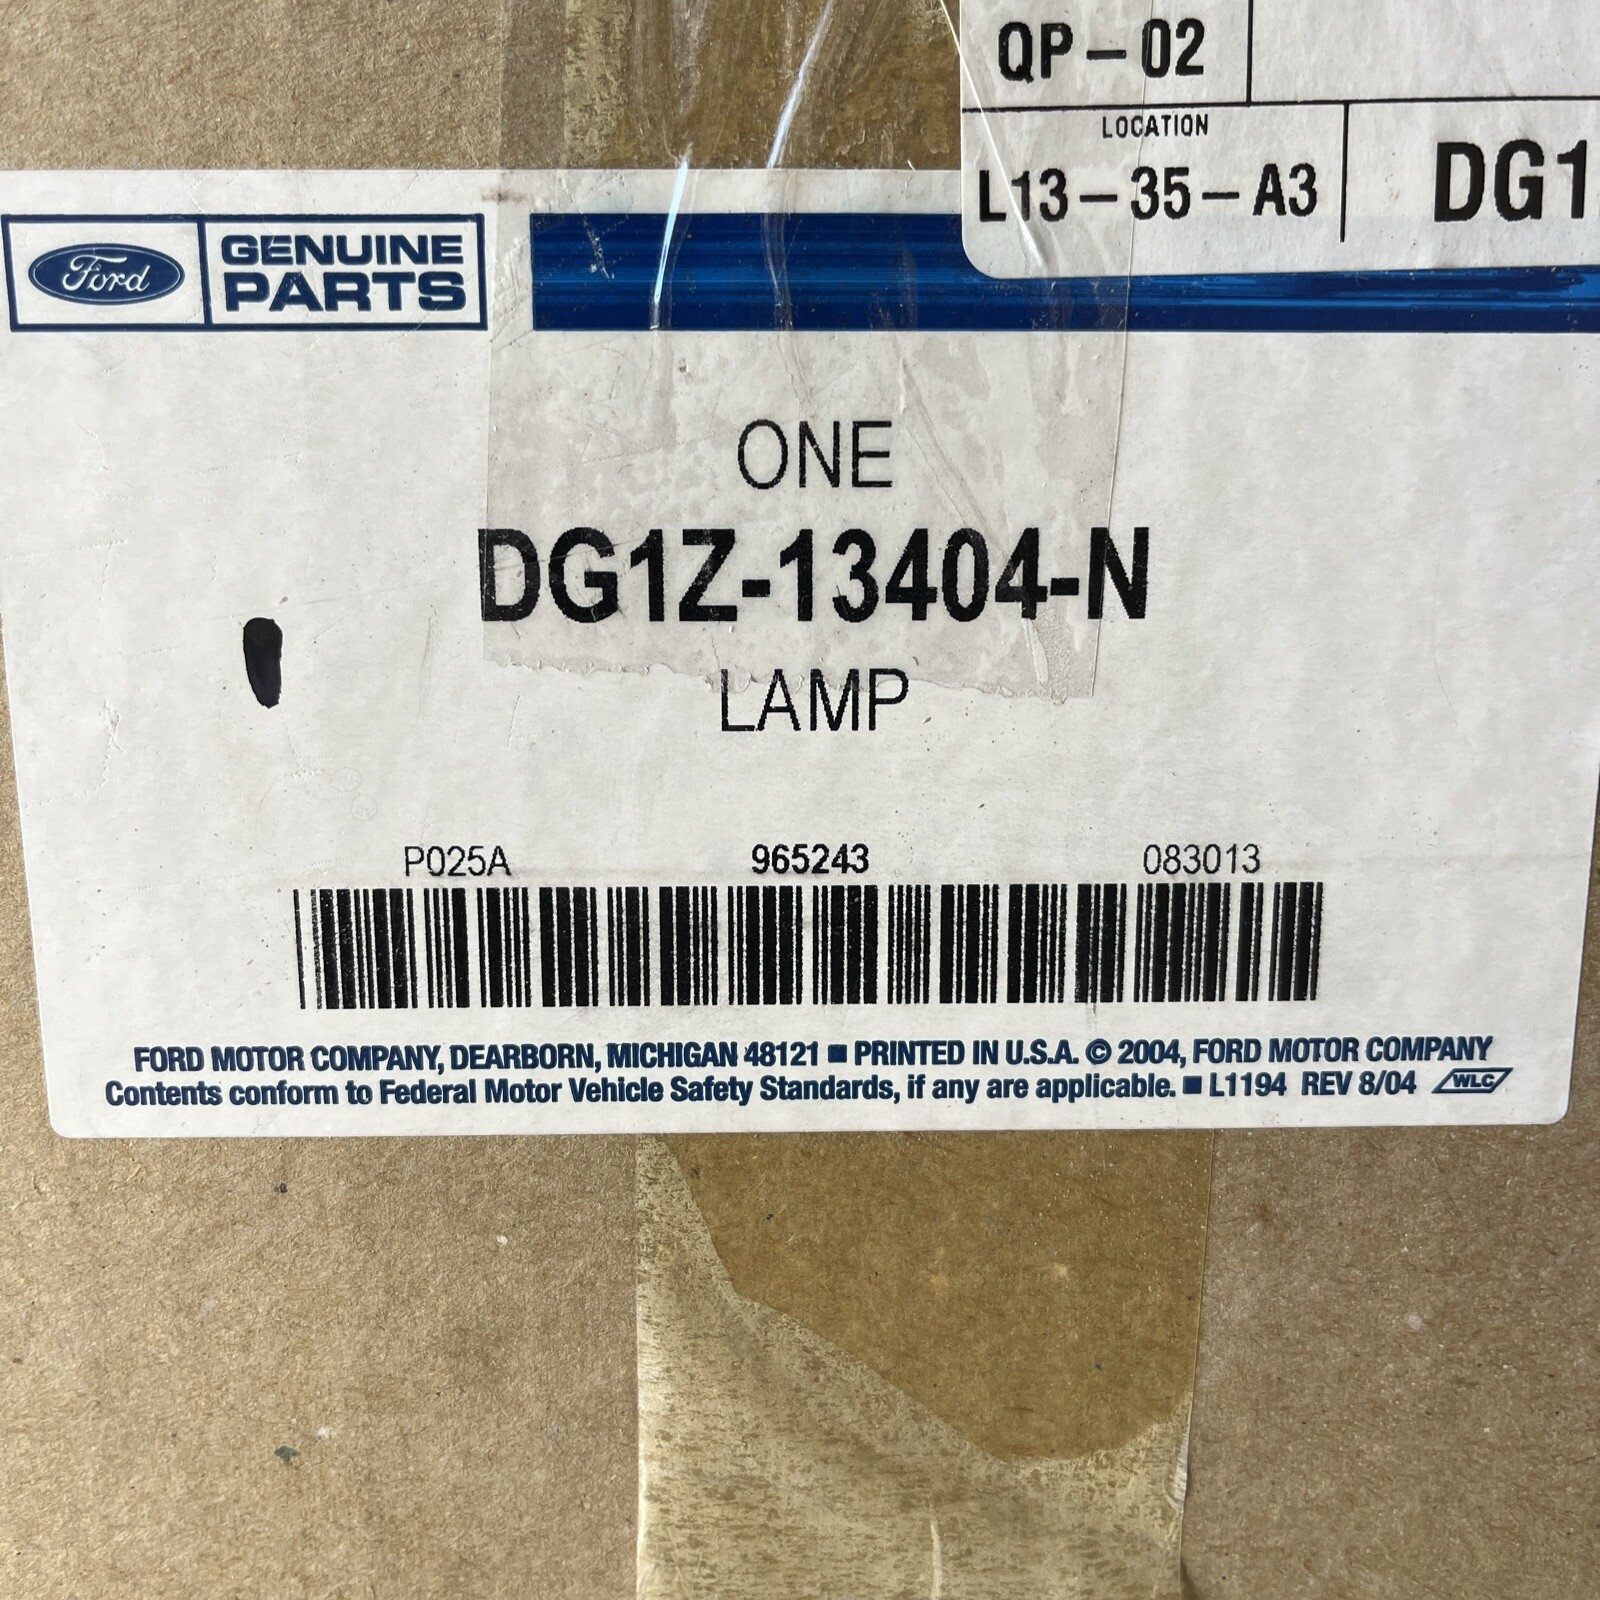 QP-02
LOCATION
L13-35-A3
DG1
Ford
GENUINE
PARTS
ONE
DG1Z-13404-N
LAMP
P025A 965243 083013
FORD MOTOR COMPANY, DEARBORN, MICHIGAN 48121 ■ PRINTED IN U.S.A. © 2004, FORD MOTOR COMPANY
Contents conform to Federal Motor Vehicle Safety Standards, if any are applicable. ■ L1194 REV 8/04 WLC